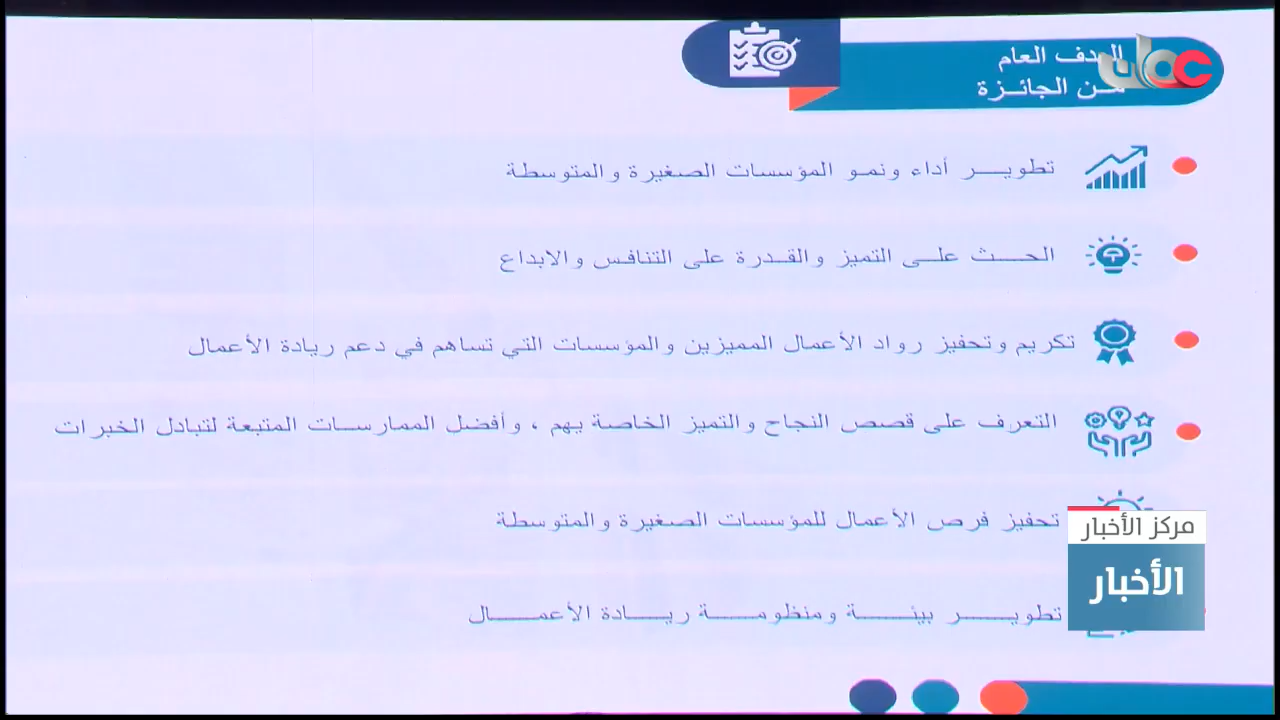 الهدف العام
من الجائزة
تطوير أداء ونمو المؤسسات الصغيرة والمتوسطة
الحث على التميز والقدرة على التنافس والابداع
تكريم وتحفيز رواد الأعمال المميزين والمؤسسات التي تساهم في دعم ريادة الأعمال
التعرف على قصص النجاح والتميز الخاصة بهم ، وأفضل الممارسات المتبعة لتبادل الخبرات
تحفيز فرص الأعمال للمؤسسات الصغيرة والمتوسطة
تطوير بيئة ومنظومة ريادة الأعمال
مركز الأخبار
الأخبار